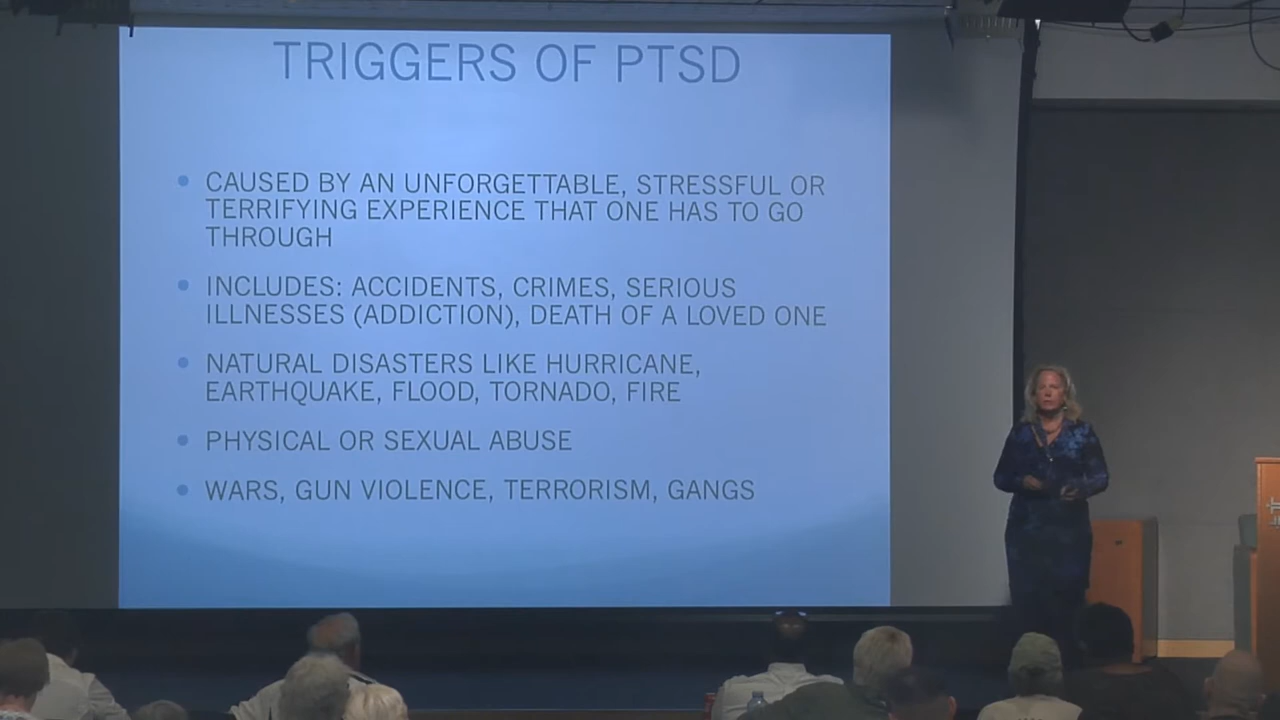 TRIGGERS OF PTSD
• CAUSED BY AN UNFORGETTABLE, STRESSFUL OR
TERRIFYING EXPERIENCE THAT ONE HAS TO GO
THROUGH
• INCLUDES: ACCIDENTS, CRIMES, SERIOUS
ILLNESSES (ADDICTION), DEATH OF A LOVED ONE
• NATURAL DISASTERS LIKE HURRICANE,
EARTHQUAKE, FLOOD, TORNADO, FIRE
• PHYSICAL OR SEXUAL ABUSE
• WARS, GUN VIOLENCE, TERRORISM, GANGS